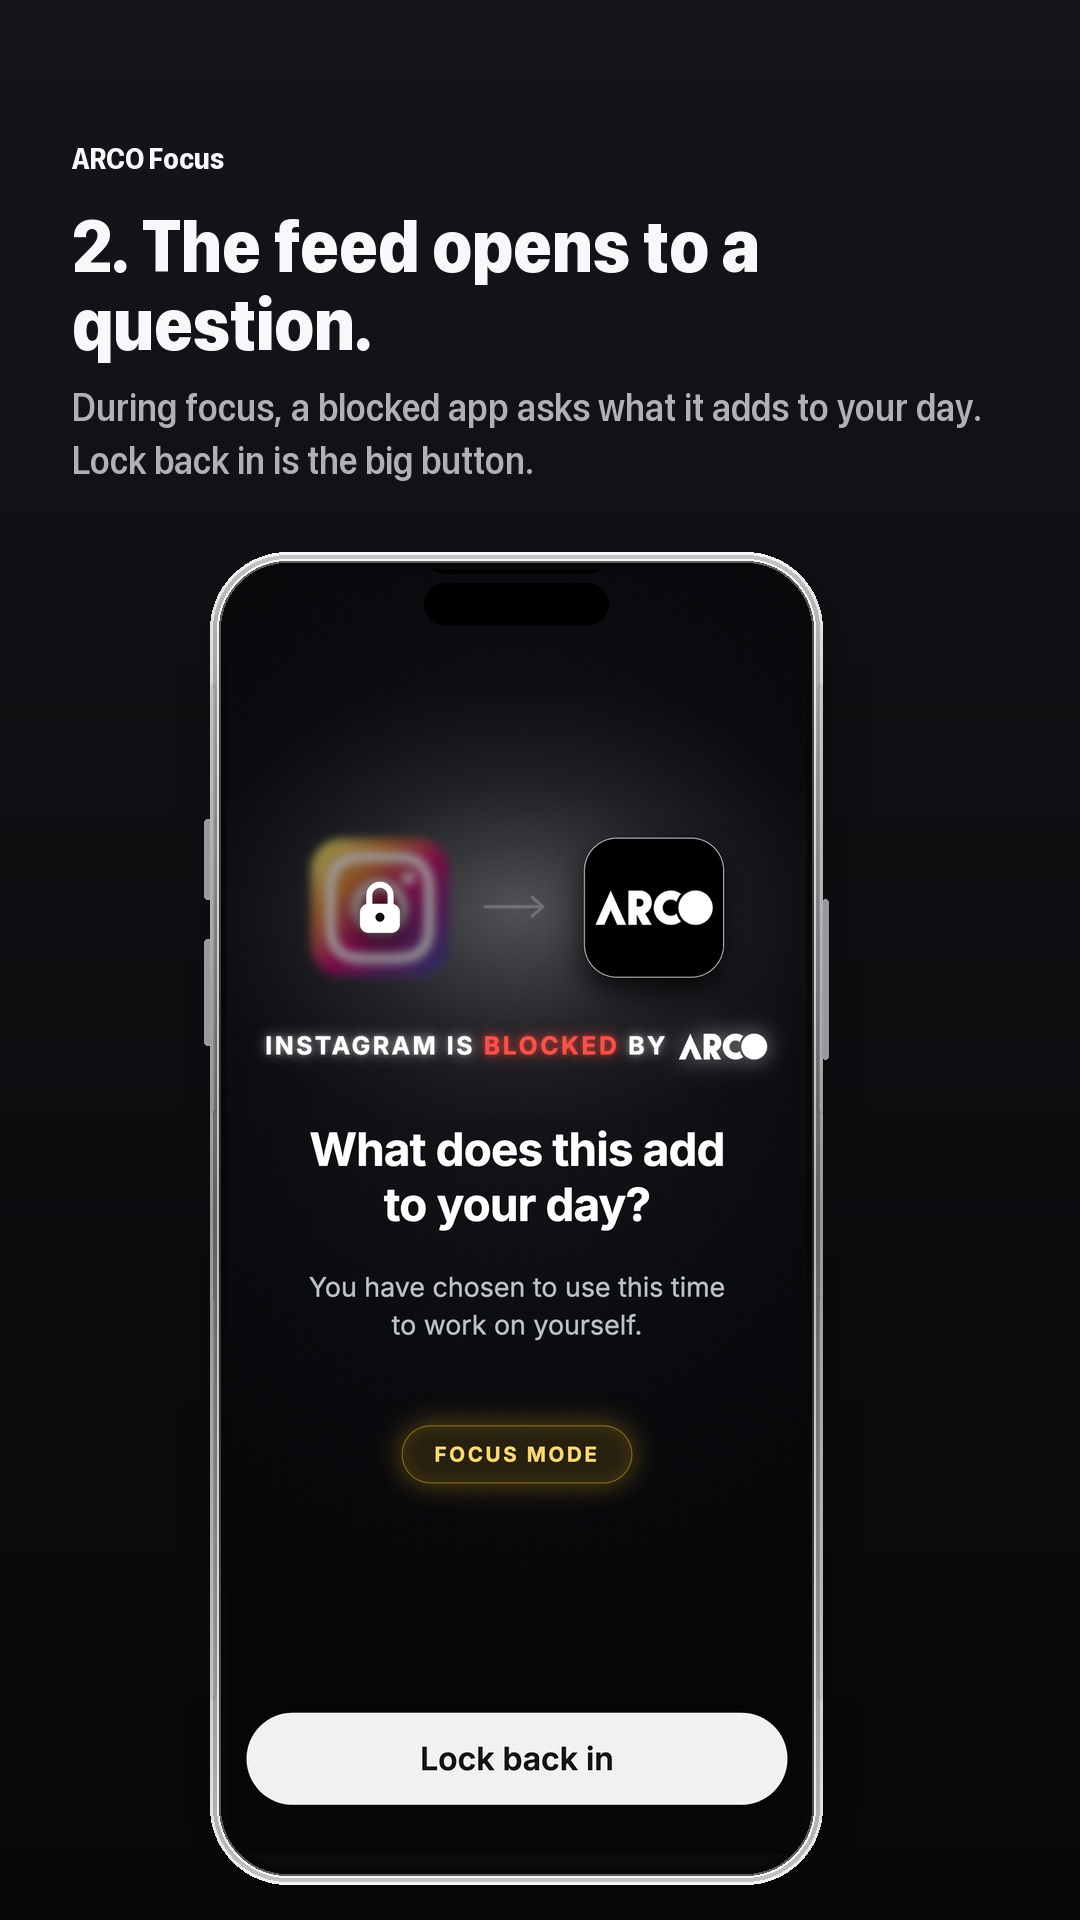 ARCO Focus
2. The feed opens to a
question.
During focus, a blocked app asks what it adds to your day.
Lock back in is the big button.
ARCO
INSTAGRAM IS BLOCKED BY ARCO
What does this add
to your day?
You have chosen to use this time
to work on yourself.
FOCUS MODE
Lock back in